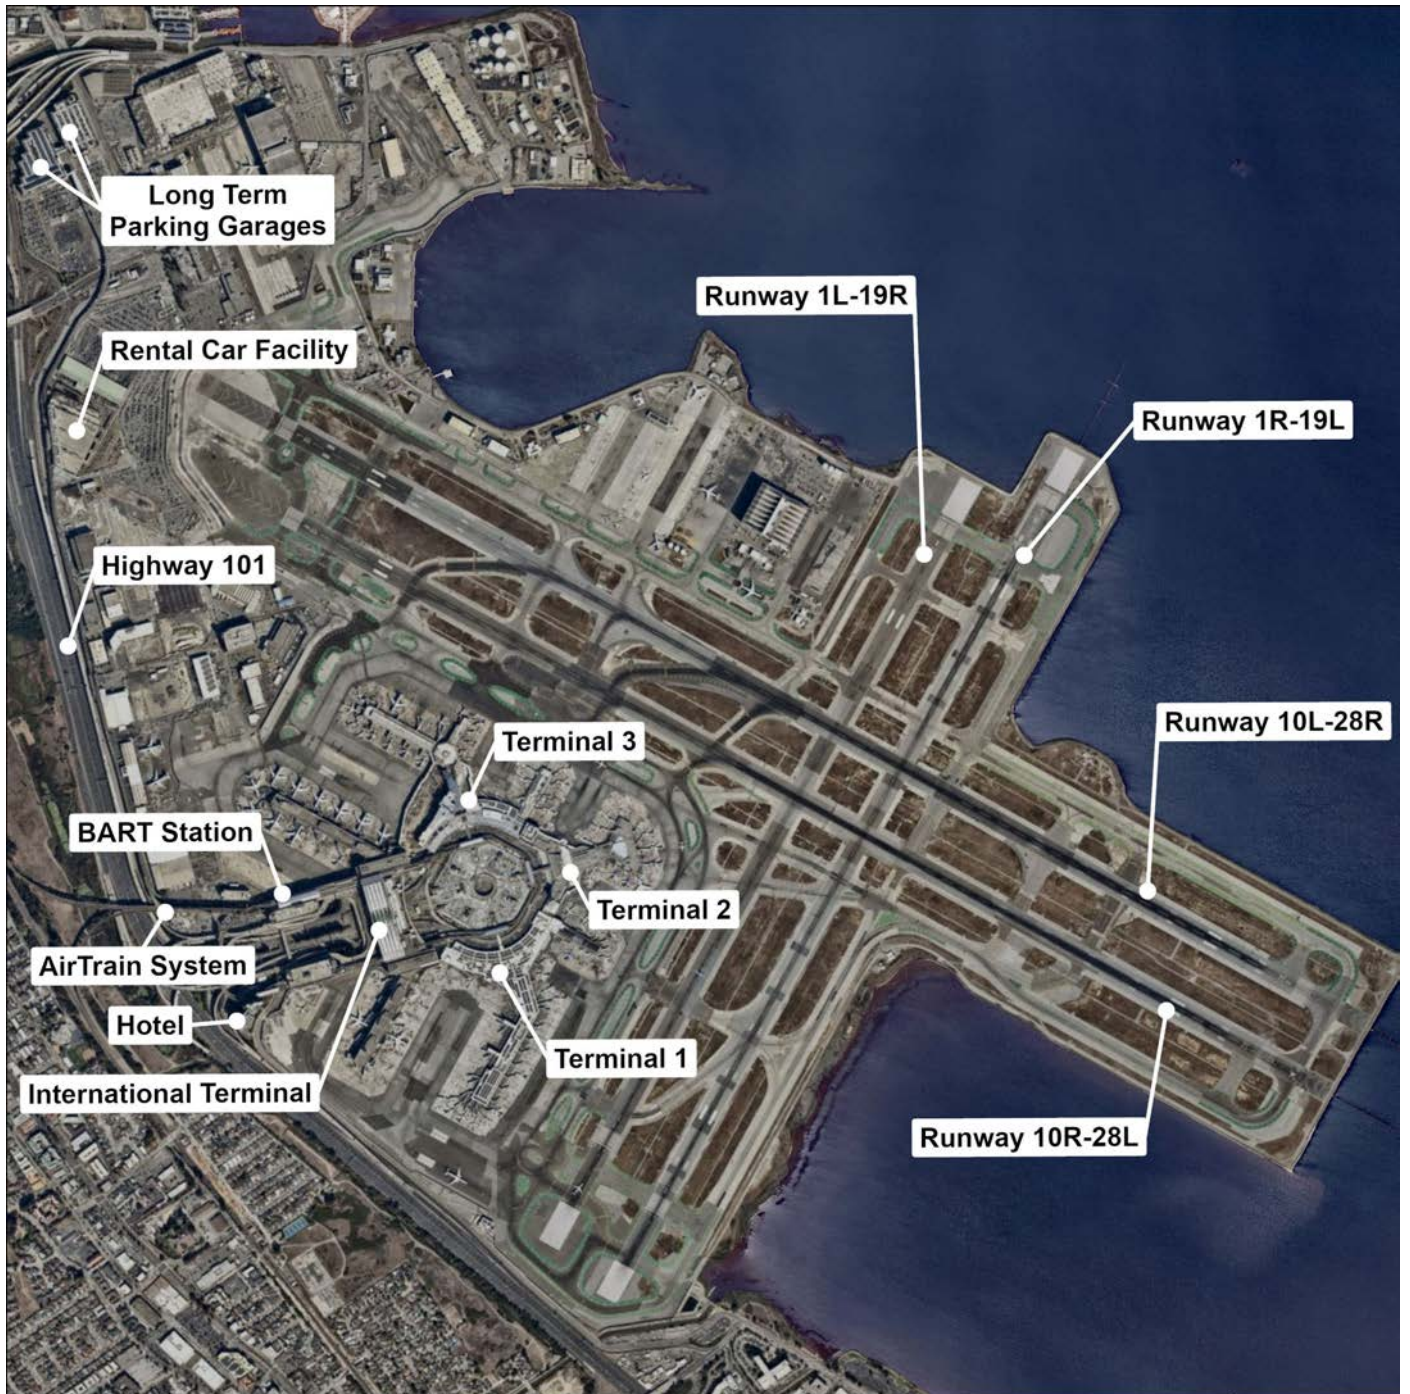 Long Term
Parking Garages
Runway 1L-19R
Rental Car Facility
Runway 1R-19L
Highway 101
Runway 10L-28R
Terminal 3
BART Station
Terminal 2
AirTrain System
Hotel
Terminal 1
International Terminal
Runway 10R-28L